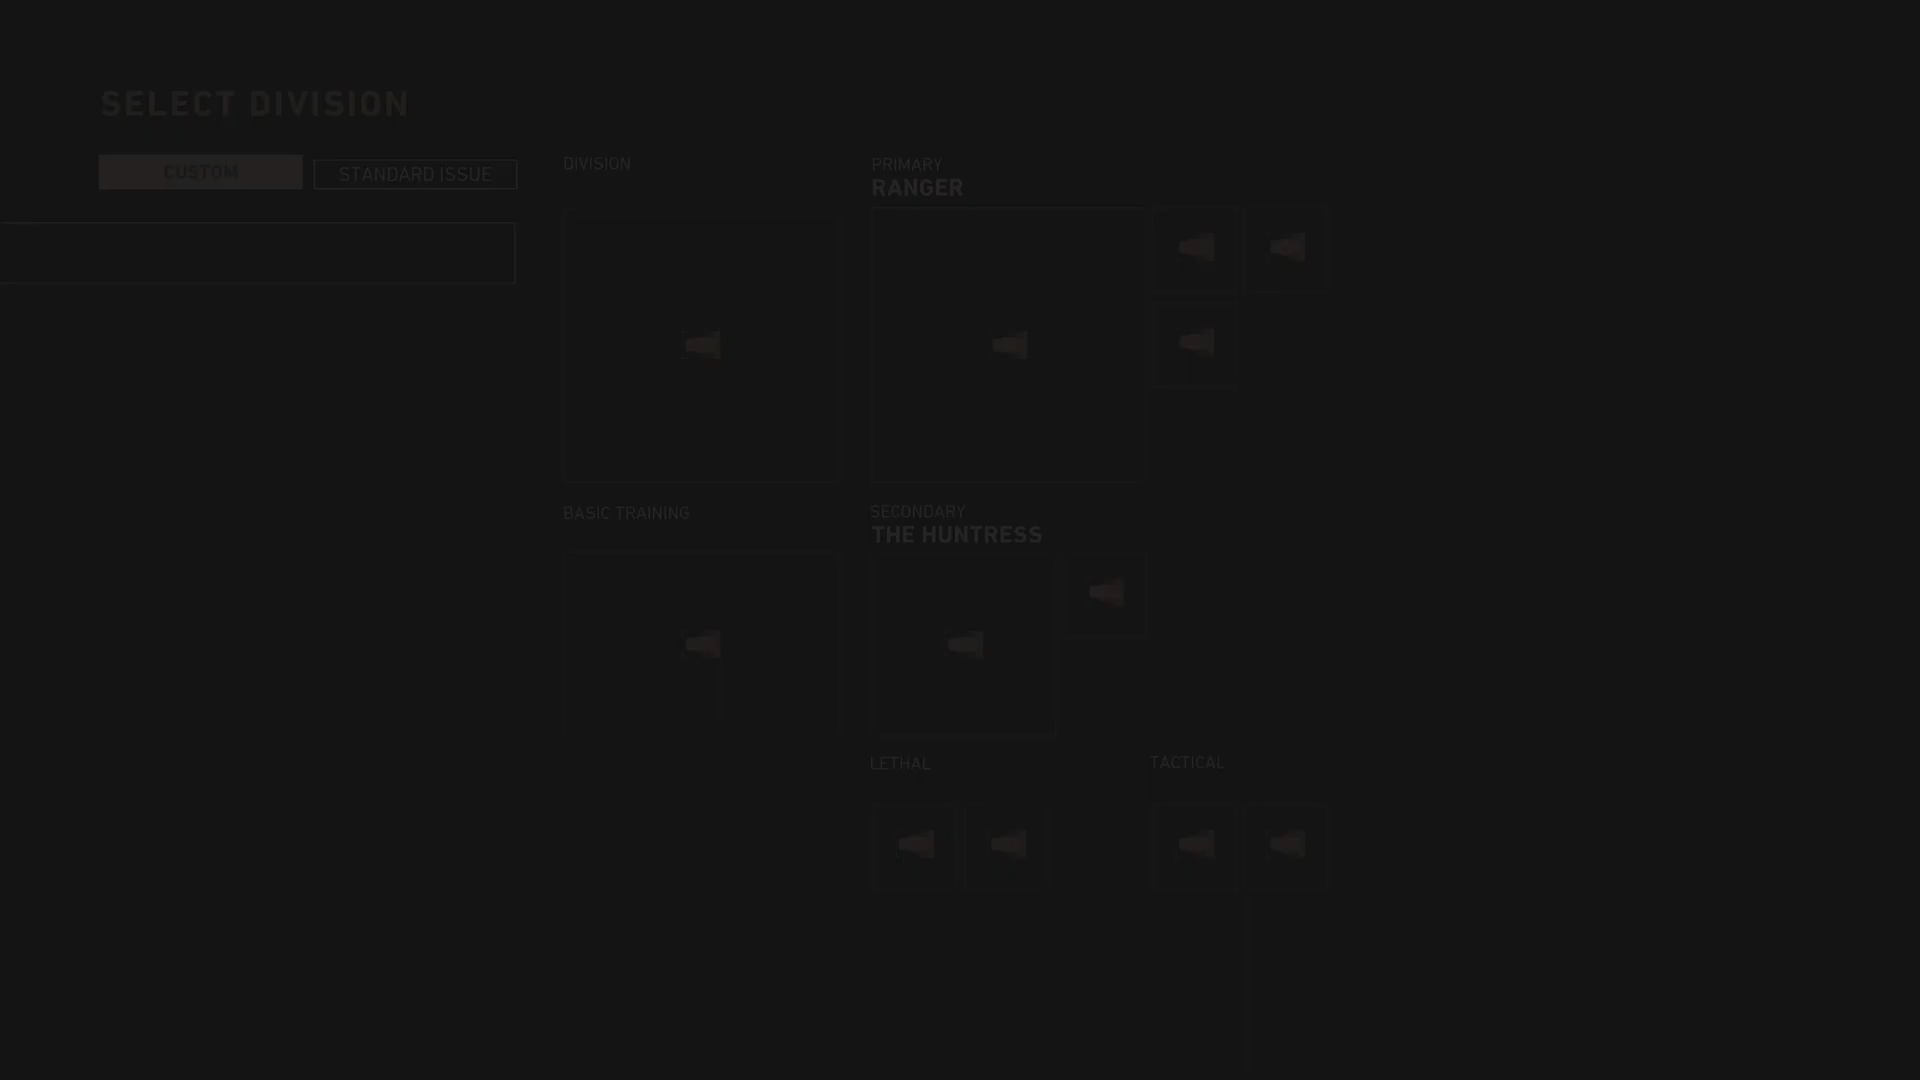 SELECT DIVISION
CUSTOM
STANDARD ISSUE
DIVISION
PRIMARY
RANGER
BASIC TRAINING
SECONDARY
THE HUNTRESS
LETHAL
TACTICAL